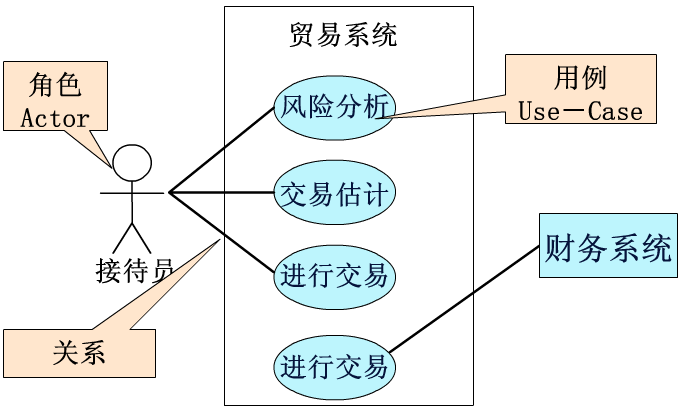 贸易系统
角色
Actor
风险分析
用例
Use－Case
交易估计
接待员
进行交易
财务系统
关系
进行交易